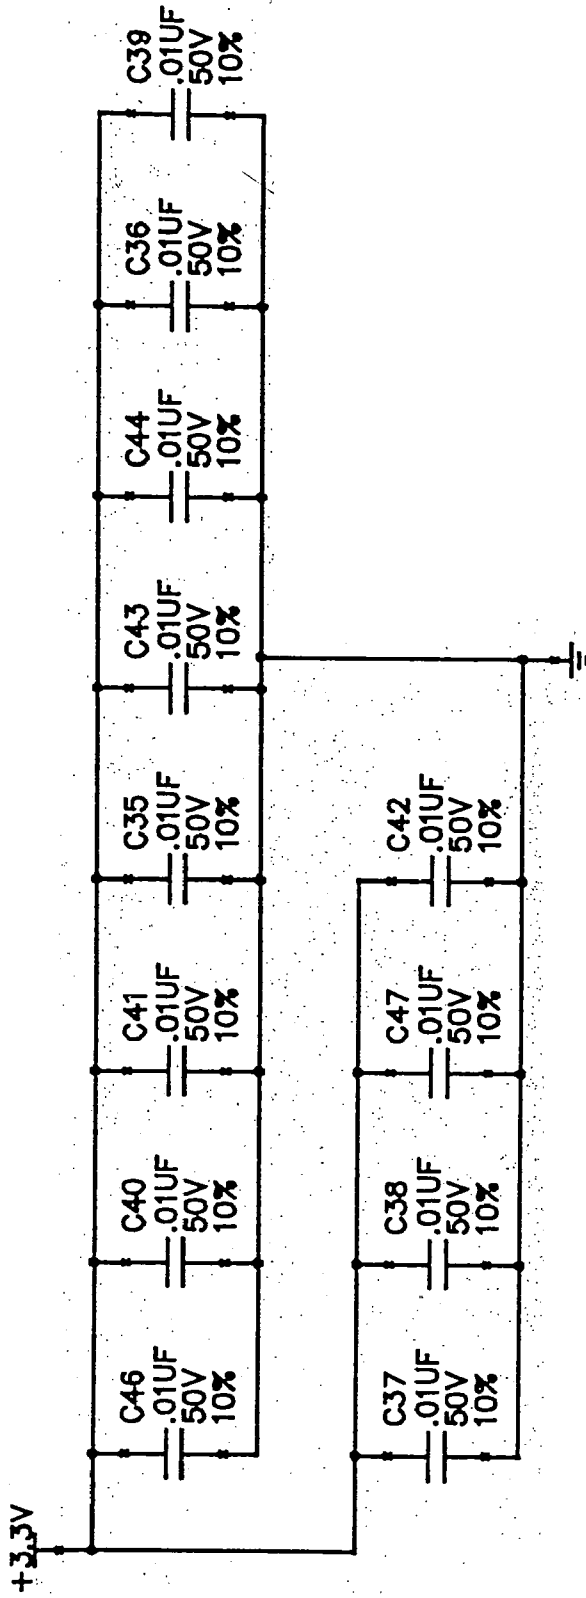 +3.3V
C46
.01UF
50V
10%
C40
.01UF
50V
10%
C41
.01UF
50V
10%
C35
.01UF
50V
10%
C43
.01UF
50V
10%
C44
.01UF
50V
10%
C36
.01UF
50V
10%
C39
.01UF
50V
10%
C37
.01UF
50V
10%
C38
.01UF
50V
10%
C47
.01UF
50V
10%
C42
.01UF
50V
10%